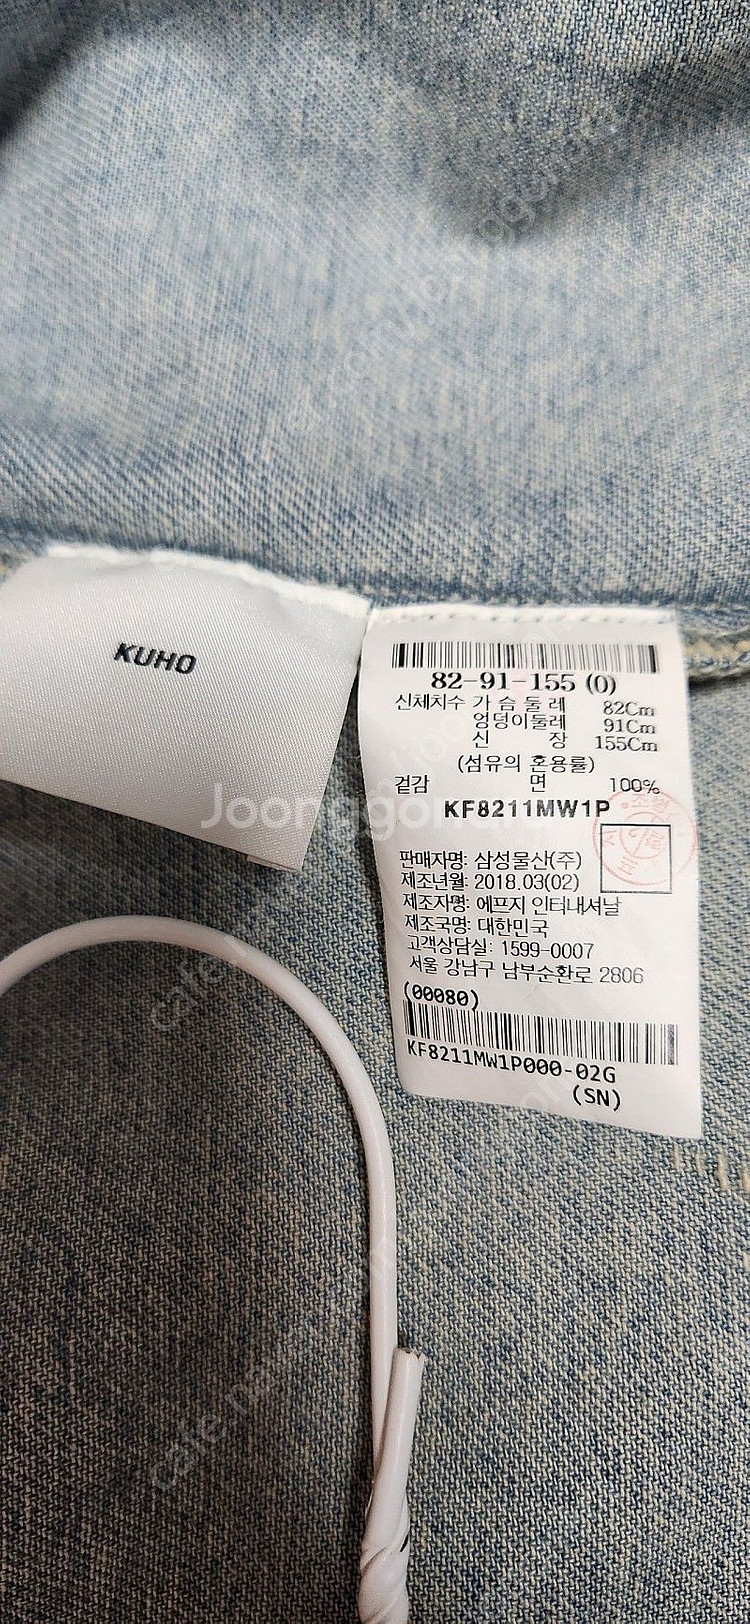 KUHO
82-91-155 (0)
신체치수 가 슴 둘 레 82Cm
엉덩이둘레 91Cm
신 장 155Cm
(섬유의 혼용률)
겉감 면 100%
KF8211MW1P
판매자명: 삼성물산(주)
제조년월: 2018.03(02)
제조자명: 에프지 인터내셔날
제조국명: 대한민국
고객상담실: 1599-0007
서울 강남구 남부순환로 2806
(00080)
KF8211MW1P000-02G
(SN)
Joonggonara